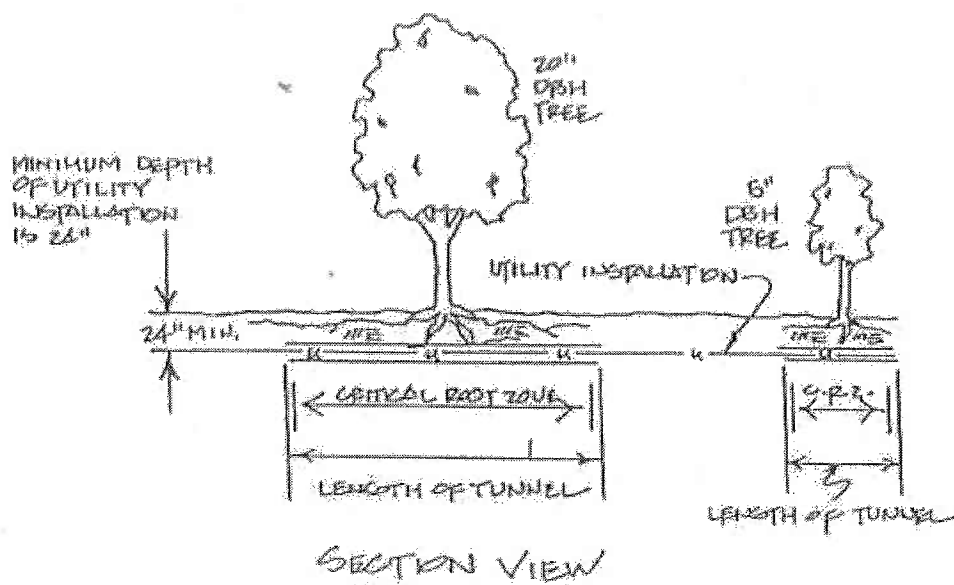 20"
DBH
TREE
MINIMUM DEPTH
OF UTILITY
INSTALLATION
IS 24"
DBH
TREE
UTILITY INSTALLATION
24" MIN.
u u u u u
CRITICAL ROOT ZONE
C.R.Z.
LENGTH OF TUNNEL
LENGTH OF TUNNEL
SECTION VIEW